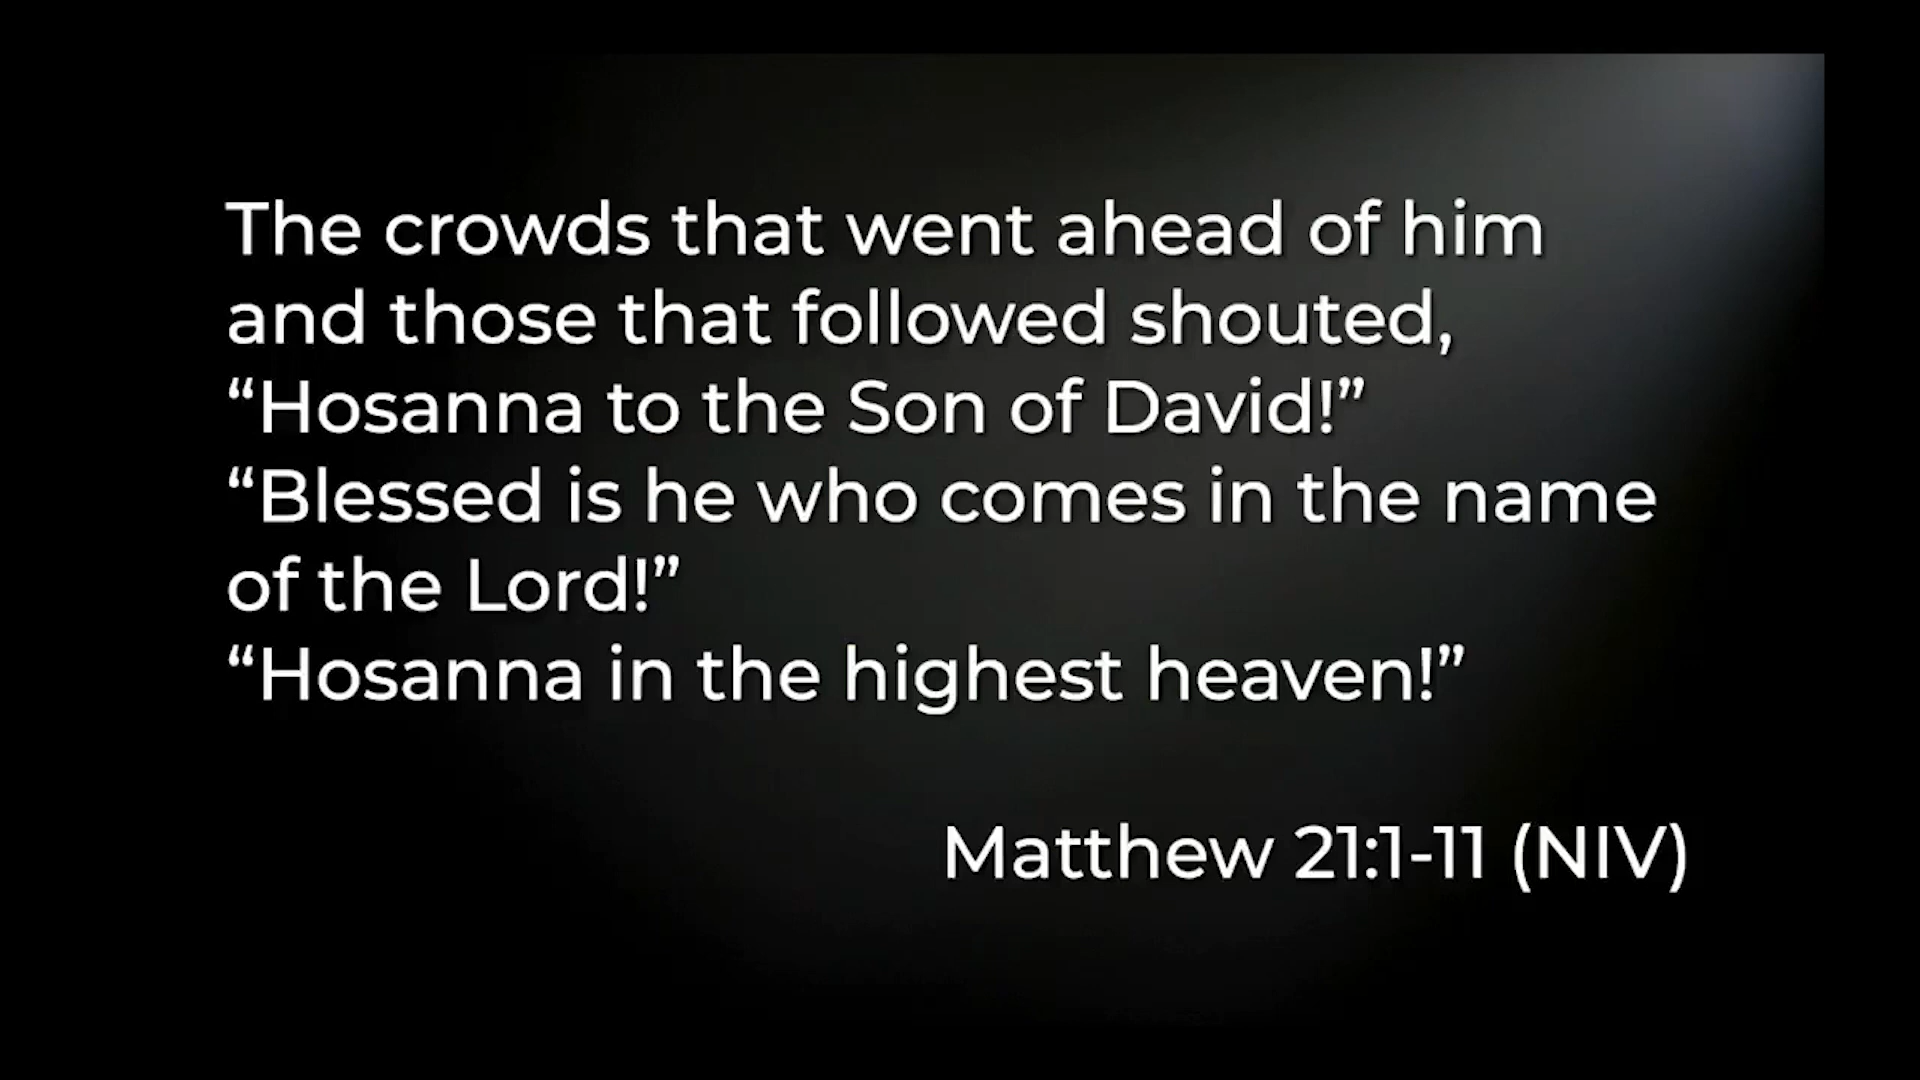 The crowds that went ahead of him
and those that followed shouted,
“Hosanna to the Son of David!”
“Blessed is he who comes in the name
of the Lord!”
“Hosanna in the highest heaven!”
Matthew 21:1-11 (NIV)